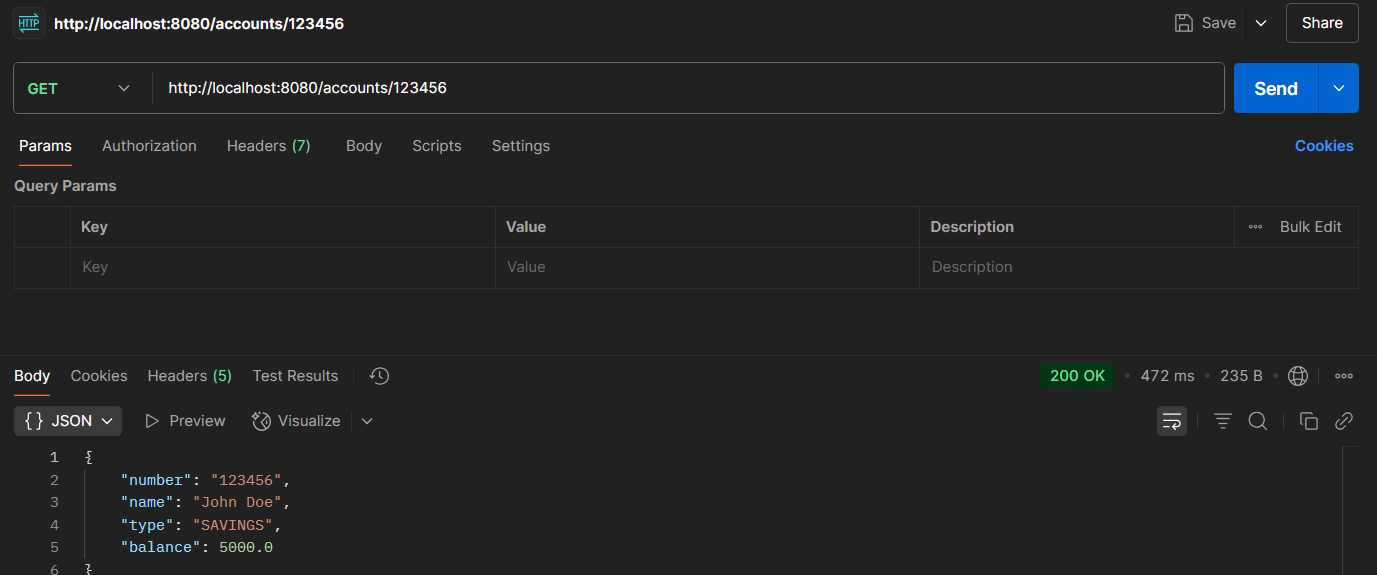 HTTP http://localhost:8080/accounts/123456 Save Share
GET http://localhost:8080/accounts/123456 Send
Params Authorization Headers (7) Body Scripts Settings Cookies
Query Params
Key Value Description Bulk Edit
Key Value Description
Body Cookies Headers (5) Test Results 200 OK • 472 ms • 235 B •
{} JSON Preview Visualize
1 {
2 "number": "123456",
3 "name": "John Doe",
4 "type": "SAVINGS",
5 "balance": 5000.0
6 }